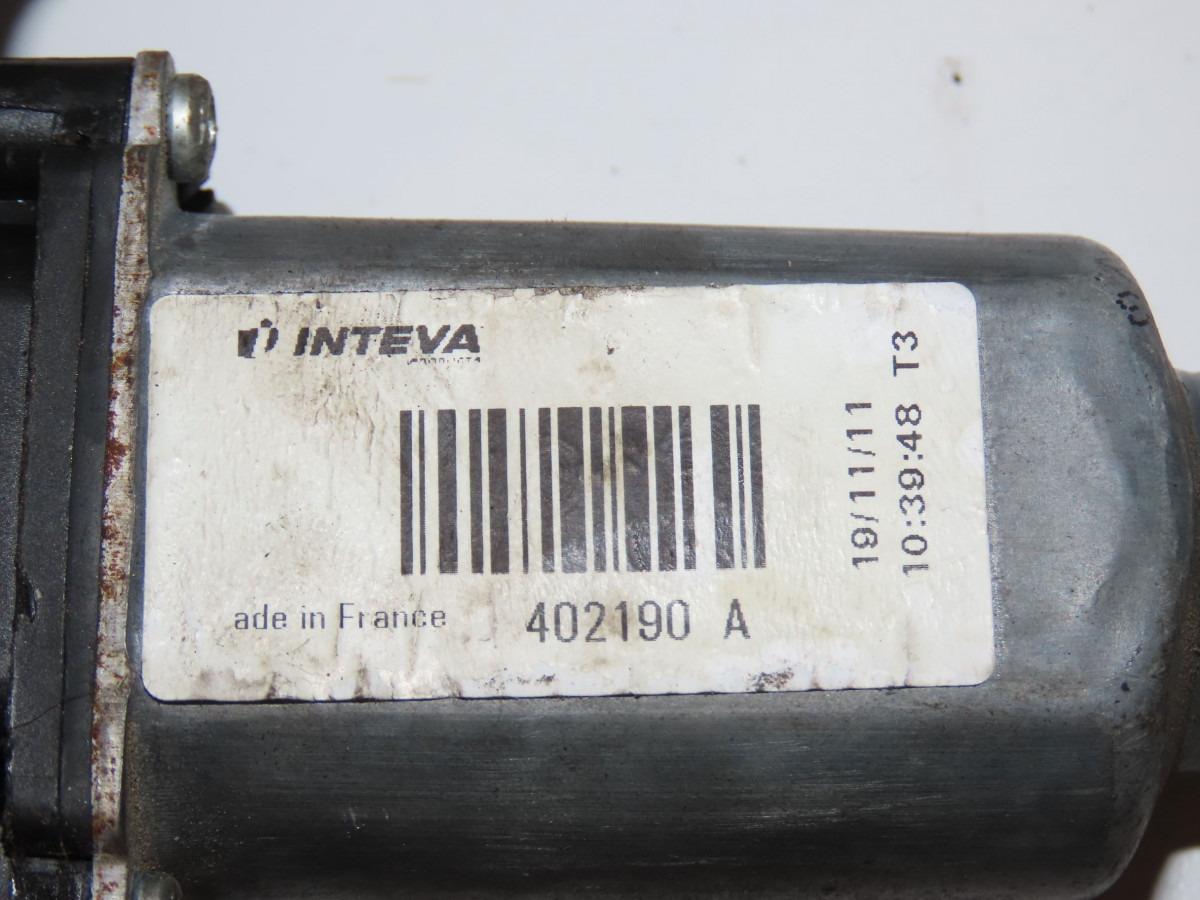 INTEVA
19/11/11
10:39:48 T3
ade in France
402190 A